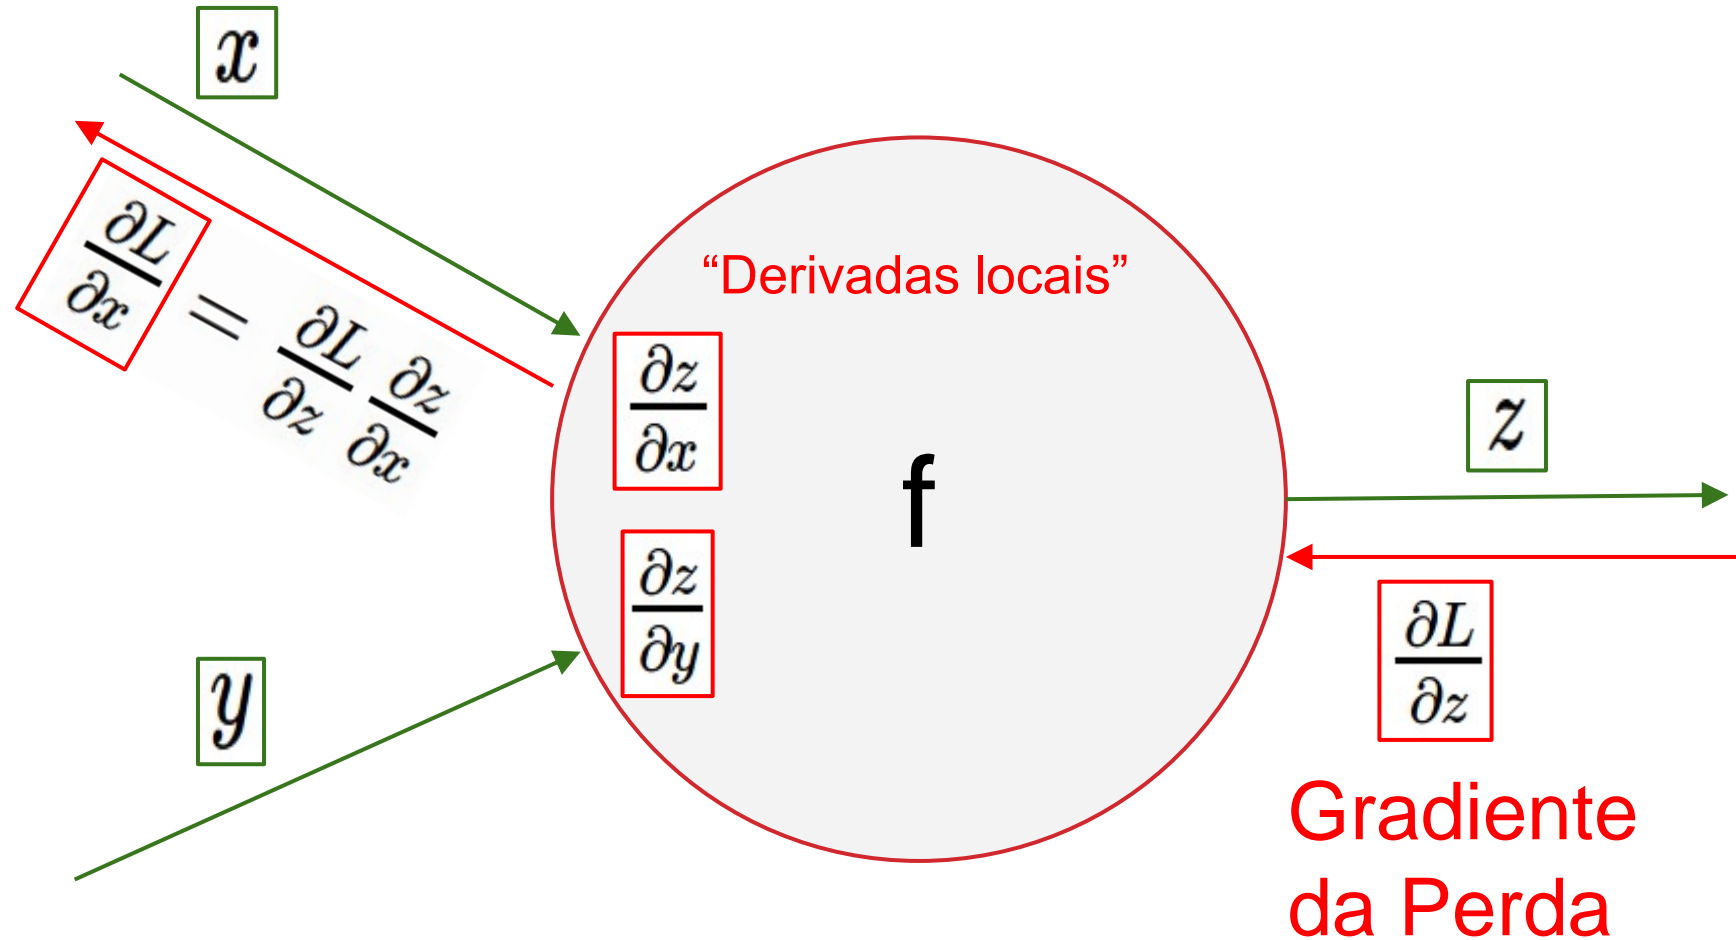 x
∂L/∂x = ∂L/∂z ∂z/∂x
“Derivadas locais”
∂z/∂x
f
∂z/∂y
y
z
∂L/∂z
Gradiente
da Perda